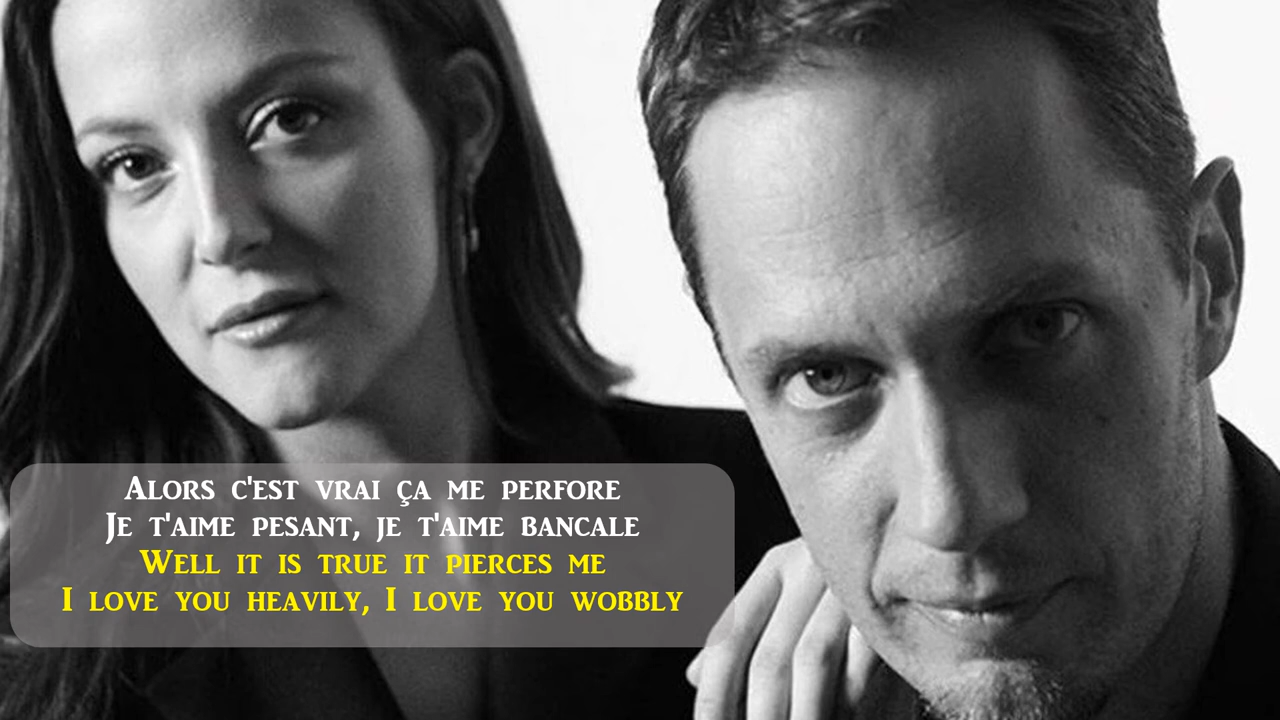 Alors c'est vrai ça me perfore
Je t'aime pesant, je t'aime bancale
Well it is true it pierces me
I love you heavily, I love you wobbly